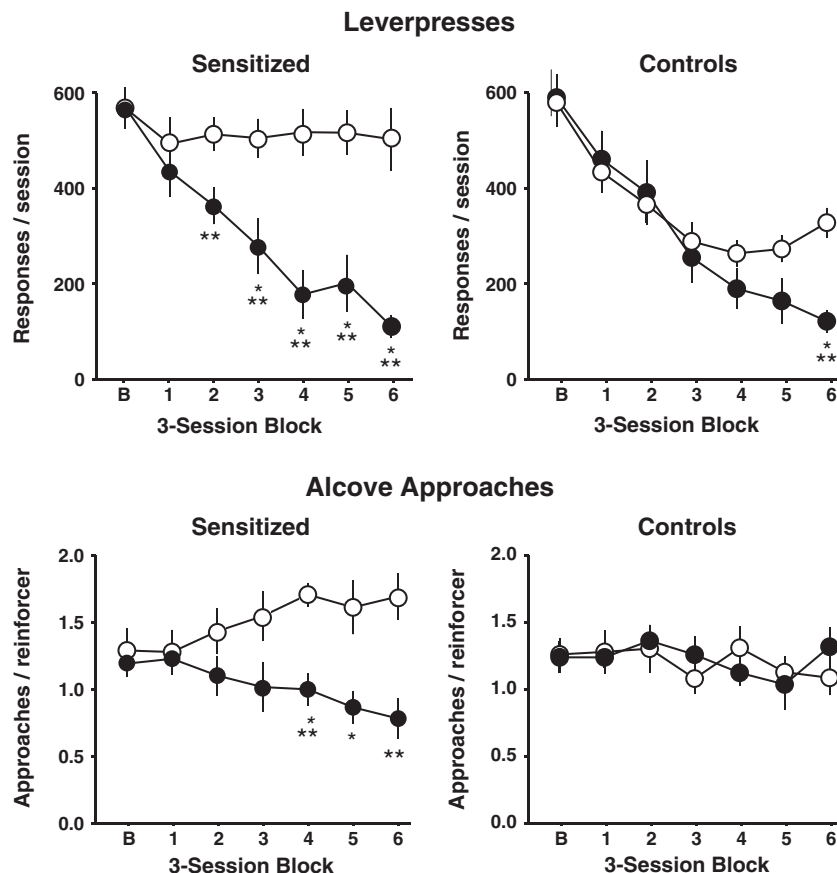 Leverpresses
Sensitized
Controls
Responses / session
600
400
200
0
**
*
**
*
**
*
**
*
**
B 1 2 3 4 5 6
3-Session Block
Responses / session
600
400
200
0
*
**
B 1 2 3 4 5 6
3-Session Block
Alcove Approaches
Sensitized
Controls
Approaches / reinforcer
2.0
1.5
1.0
0.5
0.0
*
**
*
**
B 1 2 3 4 5 6
3-Session Block
Approaches / reinforcer
2.0
1.5
1.0
0.5
0.0
B 1 2 3 4 5 6
3-Session Block